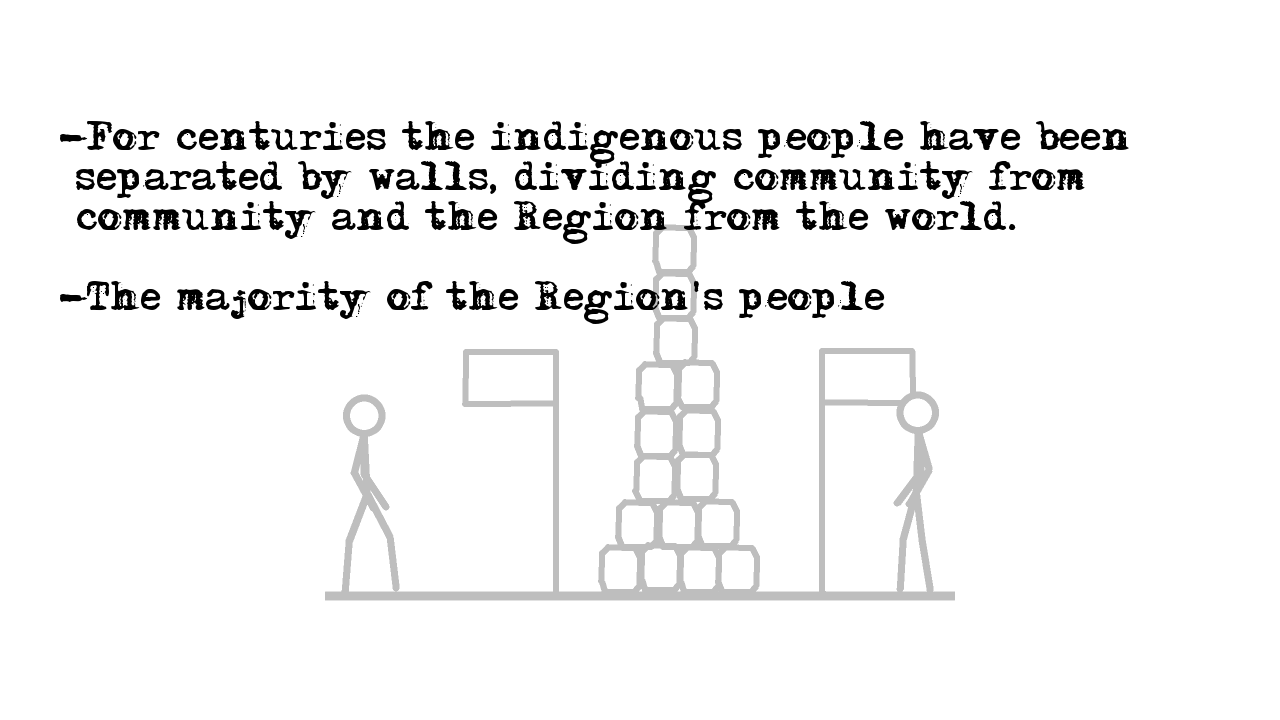 -For centuries the indigenous people have been
separated by walls, dividing community from
community and the Region from the world.
-The majority of the Region's people